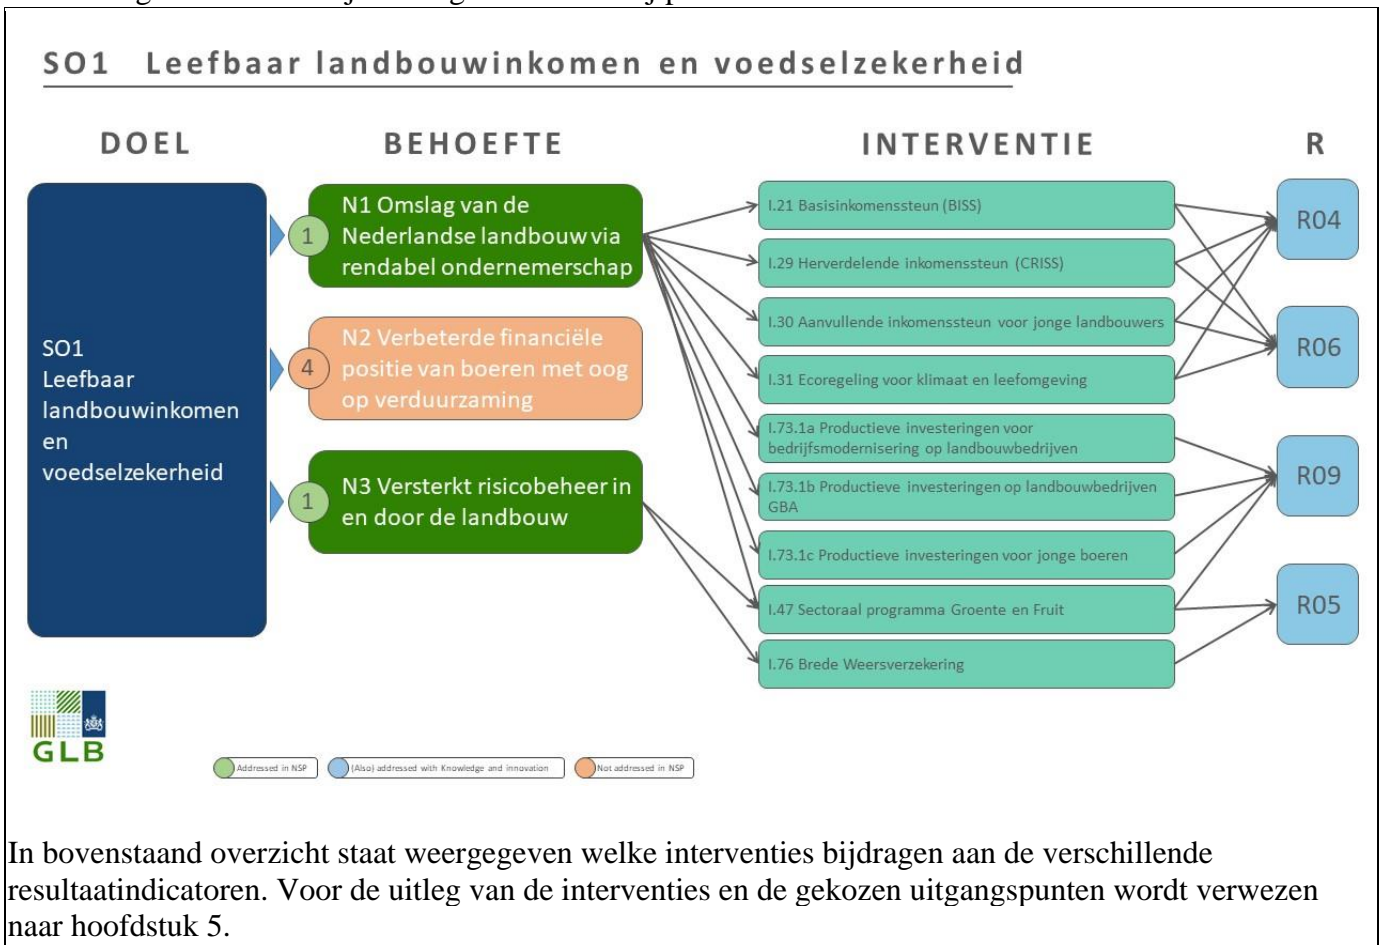 SO1 Leefbaar landbouwinkomen en voedselzekerheid
DOEL
BEHOEFTE
INTERVENTIE
R
SO1
Leefbaar
landbouwinkomen
en
voedselzekerheid
1
N1 Omslag van de
Nederlandse landbouw via
rendabel ondernemerschap
4
N2 Verbeterde financiële
positie van boeren met oog
op verduurzaming
1
N3 Versterkt risicobeheer in
en door de landbouw
I.21 Basisinkomenssteun (BISS)
I.29 Herverdelende inkomenssteun (CRISS)
I.30 Aanvullende inkomenssteun voor jonge landbouwers
I.31 Ecoregeling voor klimaat en leefomgeving
I.73.1a Productieve investeringen voor
bedrijfsmodernisering op landbouwbedrijven
I.73.1b Productieve investeringen op landbouwbedrijven
GBA
I.73.1c Productieve investeringen voor jonge boeren
I.47 Sectoraal programma Groente en Fruit
I.76 Brede Weersverzekering
R04
R06
R09
R05
GLB
Addressed in NSP
(Also) addressed with Knowledge and innovation
Not addressed in NSP
In bovenstaand overzicht staat weergegeven welke interventies bijdragen aan de verschillende
resultaatindicatoren. Voor de uitleg van de interventies en de gekozen uitgangspunten wordt verwezen
naar hoofdstuk 5.